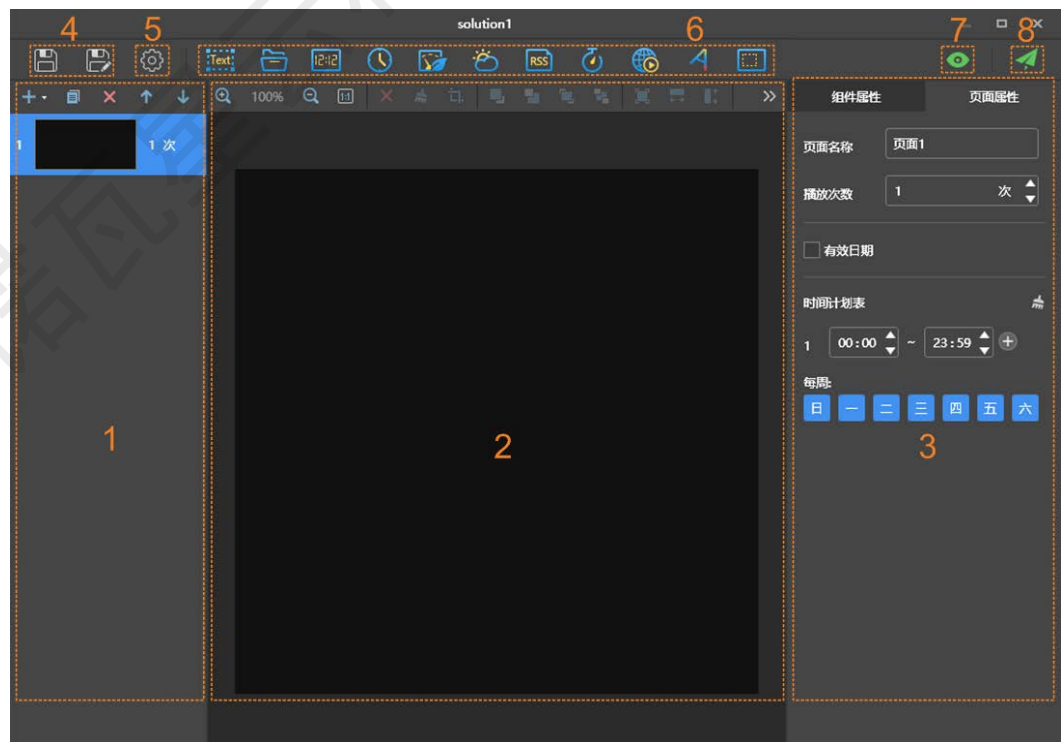 solution1
4
5
6
7
8
Text
12:12
RSS
100%
1:1
组件属性
页面属性
1
1 次
页面名称
页面1
播放次数
1
次
有效日期
时间计划表
1
00:00
~
23:59
每周:
日 一 二 三 四 五 六
1
2
3
诺瓦星